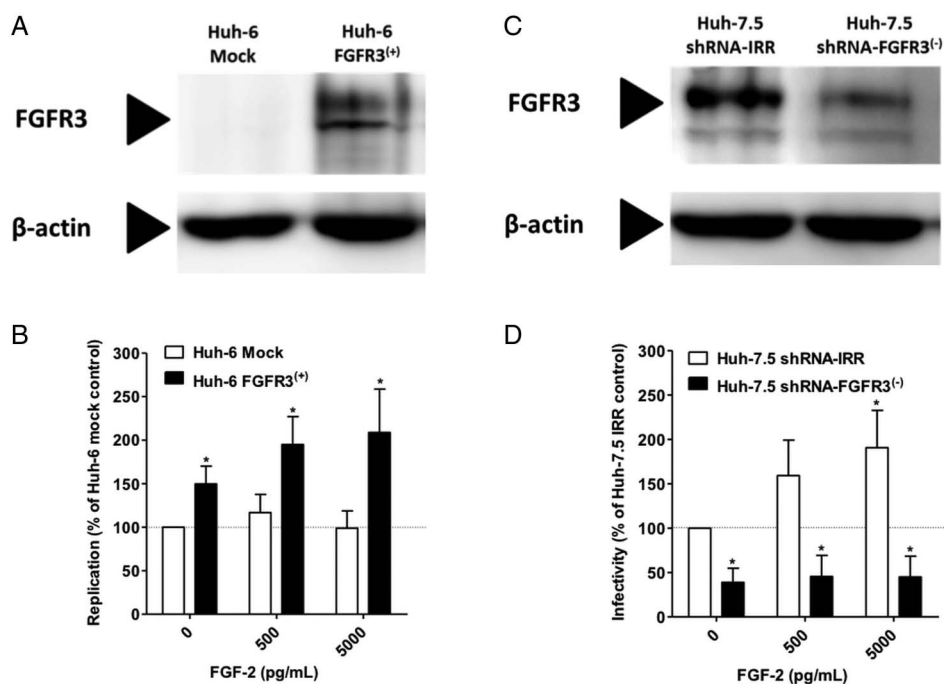 A
Huh-6
Mock
Huh-6
FGFR3(+)
FGFR3
β-actin
B
Huh-6 Mock
Huh-6 FGFR3(+)
Replication (% of Huh-6 mock control)
300
250
200
150
100
50
0
*
*
*
0
500
5000
FGF-2 (pg/mL)
C
Huh-7.5
shRNA-IRR
Huh-7.5
shRNA-FGFR3(-)
FGFR3
β-actin
D
Huh-7.5 shRNA-IRR
Huh-7.5 shRNA-FGFR3(-)
Infectivity (% of Huh-7.5 IRR control)
300
250
200
150
100
50
0
*
*
*
*
0
500
5000
FGF-2 (pg/mL)